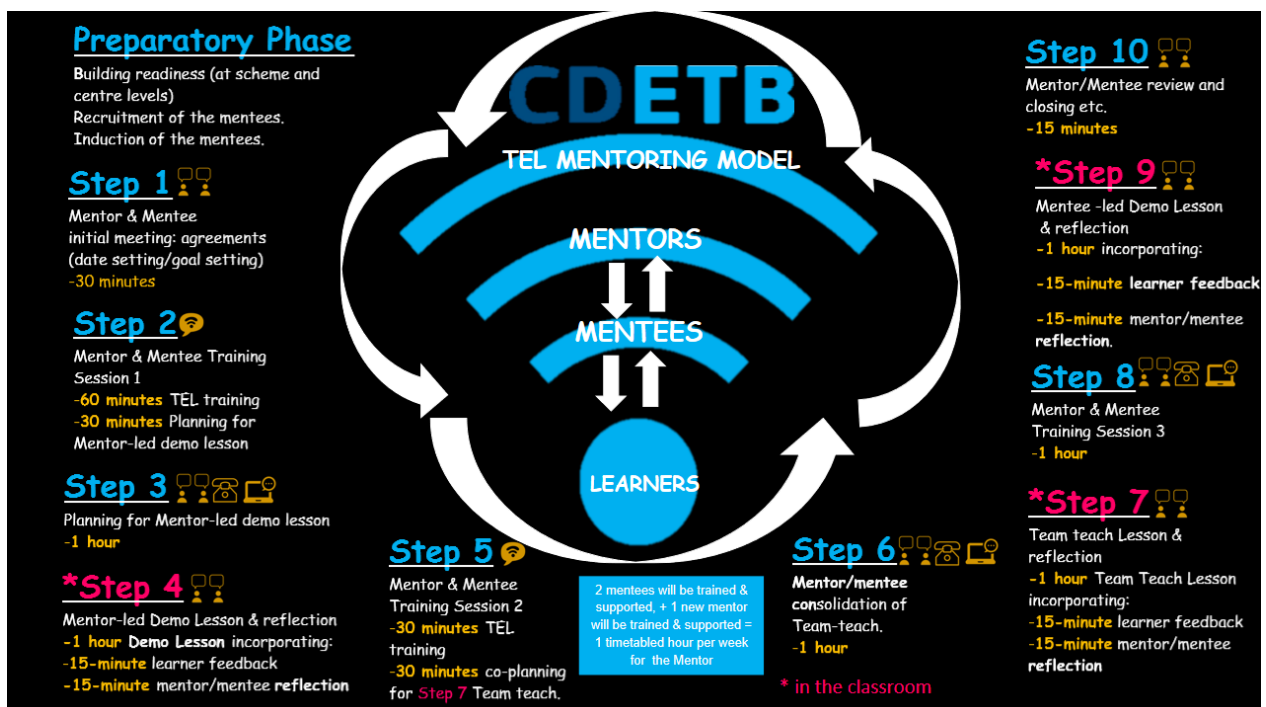 Preparatory Phase
Building readiness (at scheme and
centre levels)
Recruitment of the mentees.
Induction of the mentees.
Step 1
Mentor & Mentee
initial meeting: agreements
(date setting/goal setting)
-30 minutes
Step 2
Mentor & Mentee Training
Session 1
-60 minutes TEL training
-30 minutes Planning for
Mentor-led demo lesson
Step 3
Planning for Mentor-led demo lesson
-1 hour
*Step 4
Mentor-led Demo Lesson & reflection
-1 hour Demo Lesson incorporating:
-15-minute learner feedback
-15-minute mentor/mentee reflection
CDETB
TEL MENTORING MODEL
MENTORS
MENTEES
LEARNERS
Step 5
Mentor & Mentee
Training Session 2
-30 minutes TEL
training
-30 minutes co-planning
for Step 7 Team teach.
2 mentees will be trained &
supported, + 1 new mentor
will be trained & supported =
1 timetabled hour per week
for the Mentor
Step 6
Mentor/mentee
consolidation of
Team-teach.
-1 hour
* in the classroom
*Step 7
Team teach Lesson &
reflection
-1 hour Team Teach Lesson
incorporating:
-15-minute learner feedback
-15-minute mentor/mentee
reflection
Step 8
Mentor & Mentee
Training Session 3
-1 hour
*Step 9
Mentee -led Demo Lesson
& reflection
-1 hour incorporating:
-15-minute learner feedback
-15-minute mentor/mentee
reflection.
Step 10
Mentor/Mentee review and
closing etc.
-15 minutes